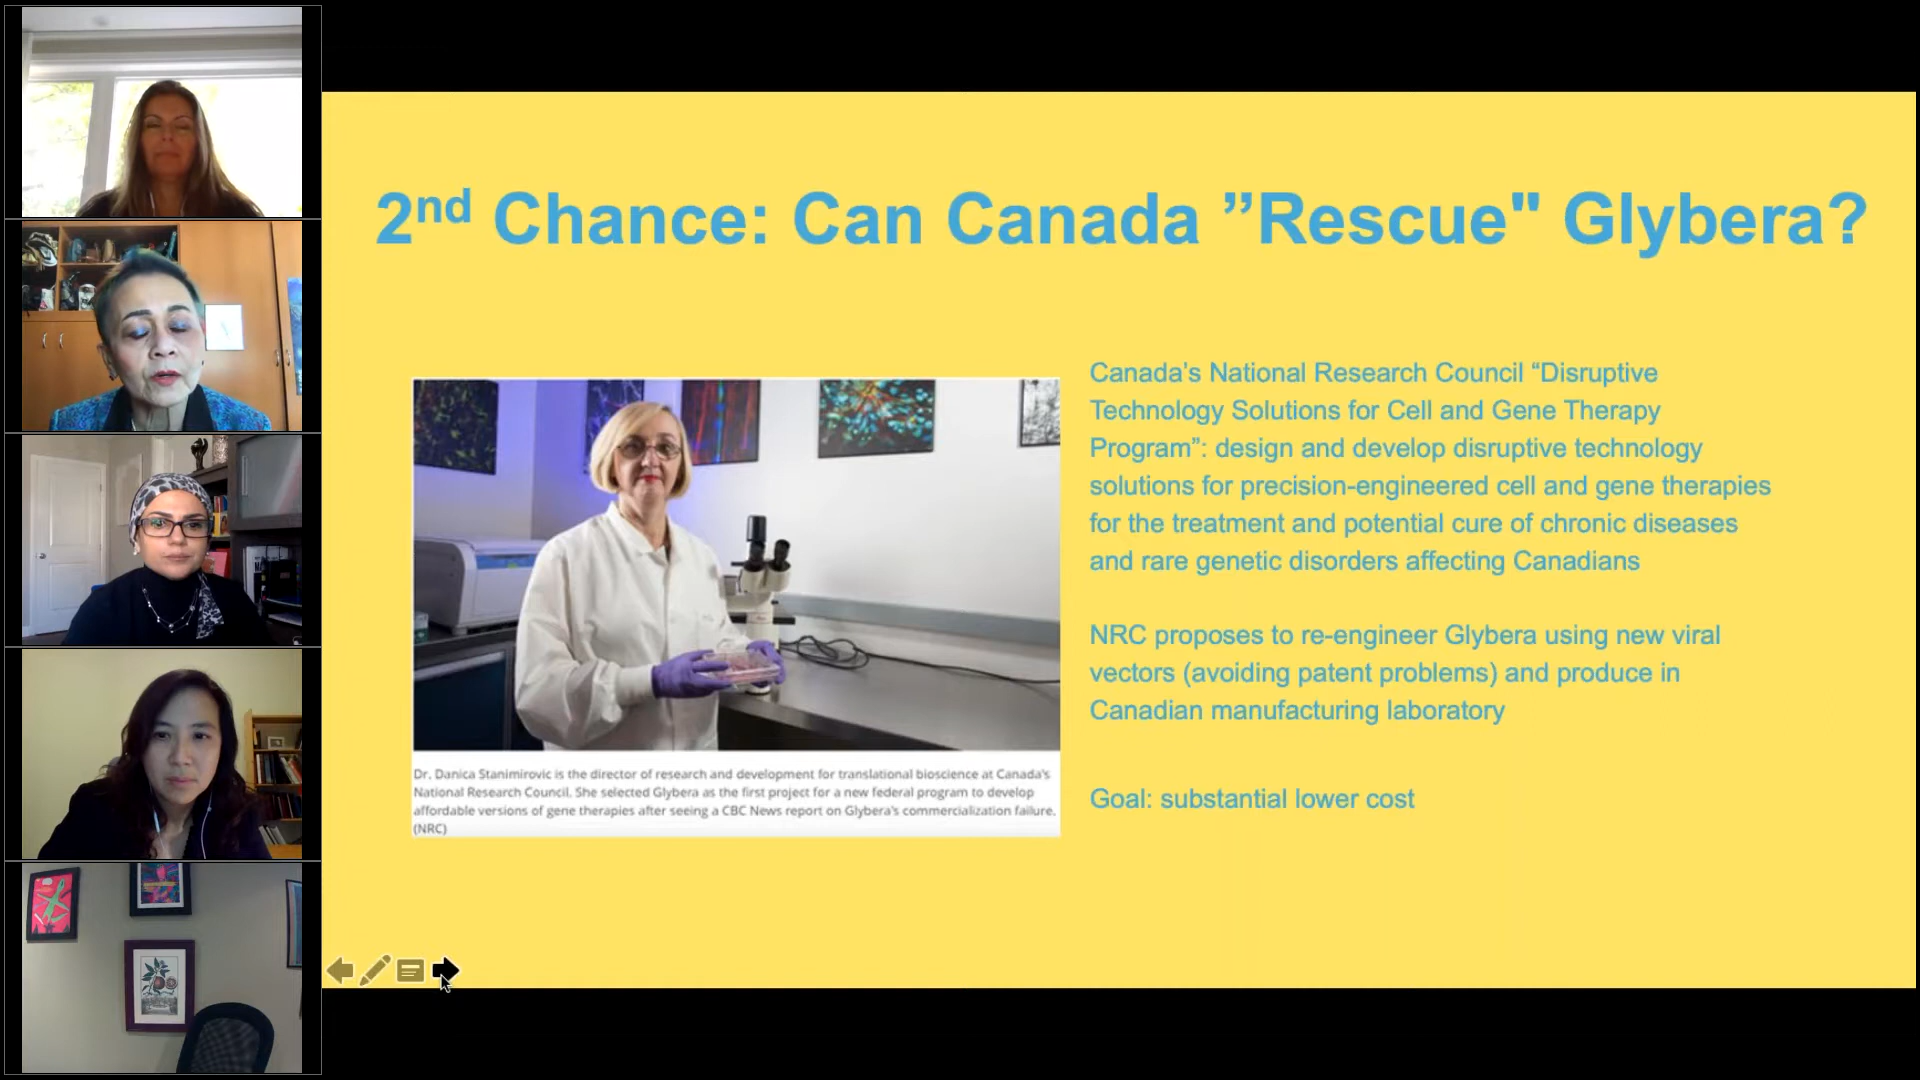 2nd Chance: Can Canada ”Rescue" Glybera?
Canada’s National Research Council “Disruptive
Technology Solutions for Cell and Gene Therapy
Program”: design and develop disruptive technology
solutions for precision-engineered cell and gene therapies
for the treatment and potential cure of chronic diseases
and rare genetic disorders affecting Canadians
NRC proposes to re-engineer Glybera using new viral
vectors (avoiding patent problems) and produce in
Canadian manufacturing laboratory
Goal: substantial lower cost
Dr. Danica Stanimirovic is the director of research and development for translational bioscience at Canada's
National Research Council. She selected Glybera as the first project for a new federal program to develop
affordable versions of gene therapies after seeing a CBC News report on Glybera's commercialization failure.
(NRC)